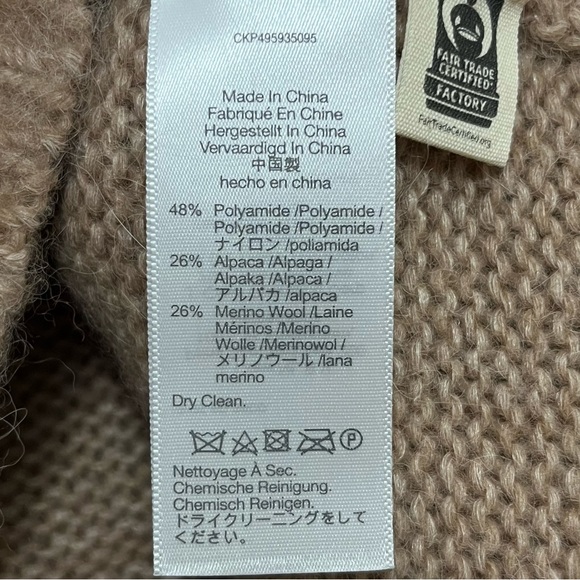 CKP495935095
Made In China
Fabriqué En Chine
Hergestellt In China
Vervaardigd In China
中国製
hecho en china
48% Polyamide /Polyamide /
Polyamide /Polyamide /
ナイロン /poliamida
26% Alpaca /Alpaga /
Alpaka /Alpaca /
アルパカ /alpaca
26% Merino Wool /Laine
Mérinos /Merino
Wolle /Merinowol /
メリノウール /lana
merino
Dry Clean.
P
Nettoyage À Sec.
Chemische Reinigung.
Chemisch Reinigen.
ドライクリーニングをして
ください。
FAIR TRADE
CERTIFIED
FACTORY
FairTradeCertified.org